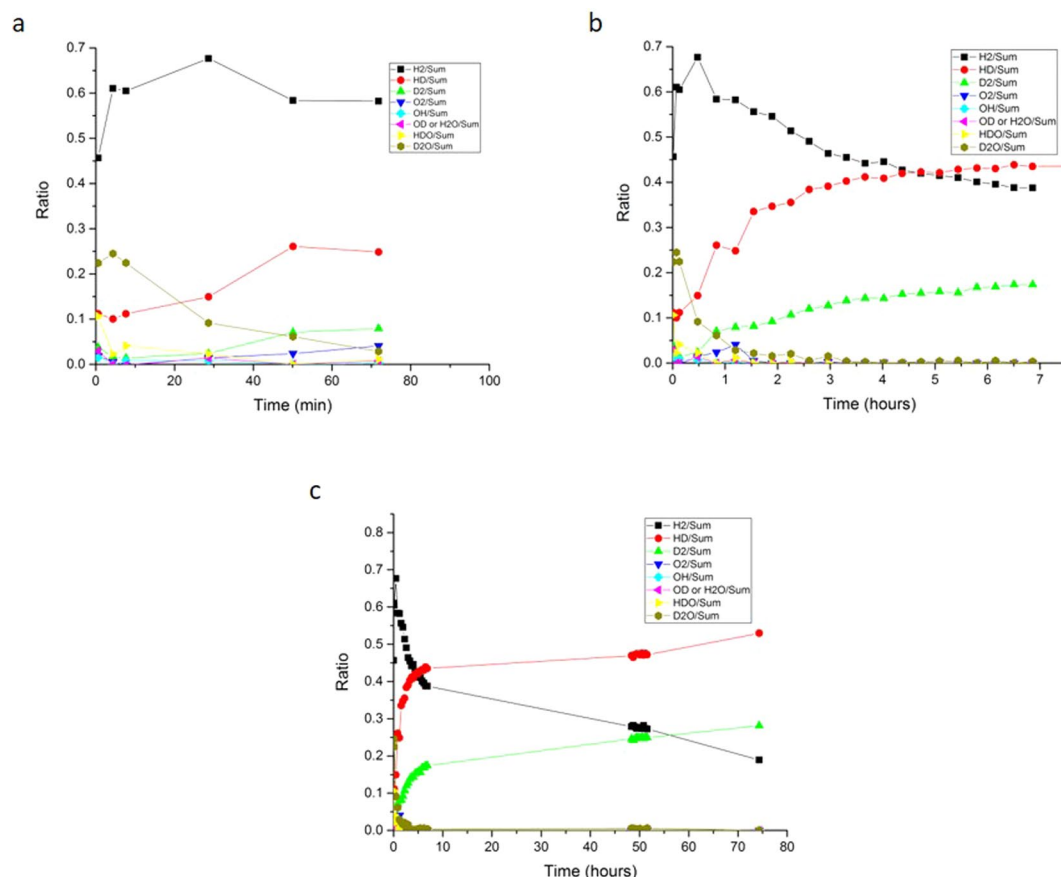 a
0.7
0.6
0.5
0.4
0.3
0.2
0.1
0.0
Ratio
H2/Sum
HD/Sum
D2/Sum
O2/Sum
OH/Sum
OD or H2O/Sum
HDO/Sum
D2O/Sum
0 20 40 60 80 100
Time (min)
b
0.7
0.6
0.5
0.4
0.3
0.2
0.1
0.0
Ratio
H2/Sum
HD/Sum
D2/Sum
O2/Sum
OH/Sum
OD or H2O/Sum
HDO/Sum
D2O/Sum
0 1 2 3 4 5 6 7
Time (hours)
c
0.8
0.7
0.6
0.5
0.4
0.3
0.2
0.1
0.0
Ratio
H2/Sum
HD/Sum
D2/Sum
O2/Sum
OH/Sum
OD or H2O/Sum
HDO/Sum
D2O/Sum
0 10 20 30 40 50 60 70 80
Time (hours)